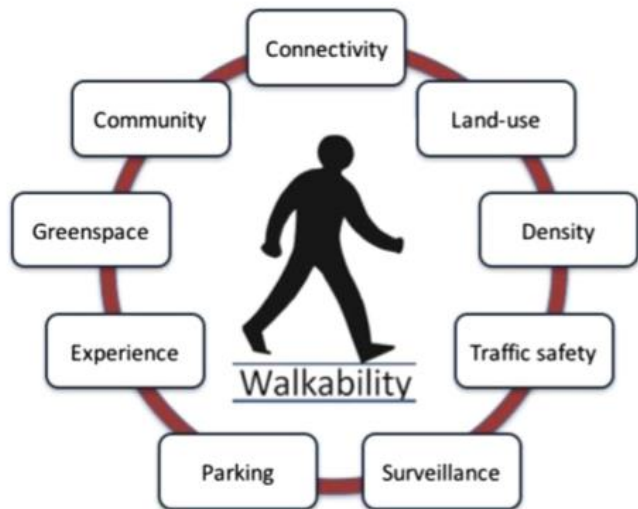 Connectivity
Land-use
Density
Traffic safety
Surveillance
Parking
Experience
Greenspace
Community
Walkability